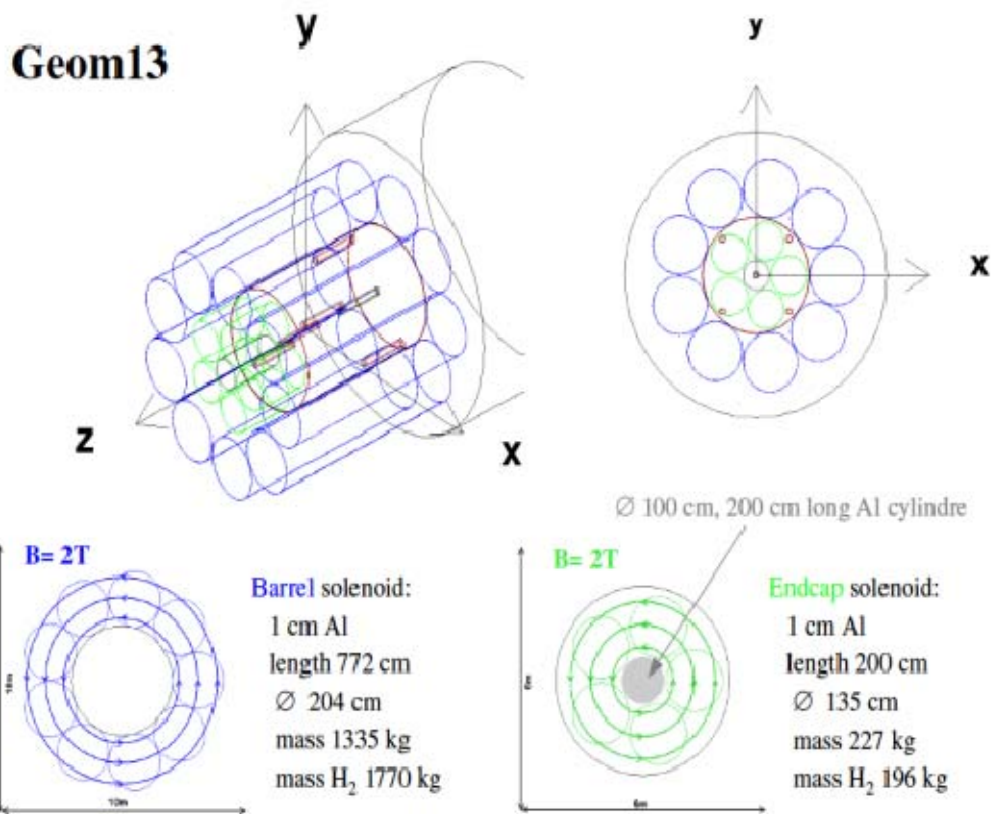 y
y
Geom13
x
z
x
Ø 100 cm, 200 cm long Al cylindre
B= 2T
B= 2T
Barrel solenoid:
1 cm Al
length 772 cm
Ø 204 cm
mass 1335 kg
mass H₂ 1770 kg
Endcap solenoid:
1 cm Al
length 200 cm
Ø 135 cm
mass 227 kg
mass H₂ 196 kg
10m
6m